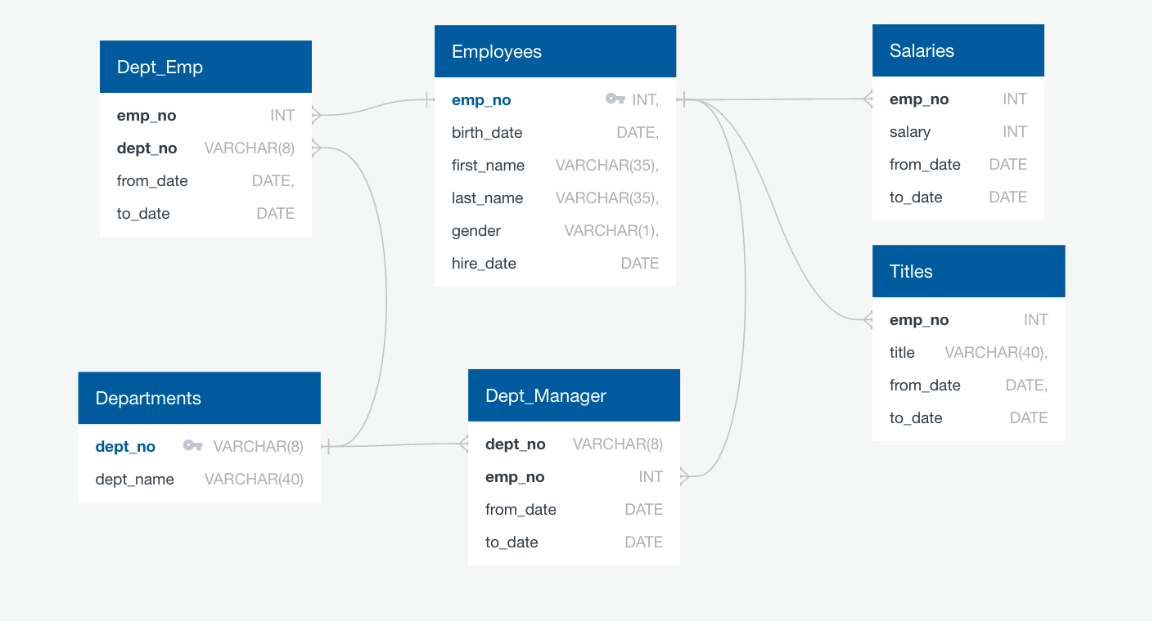 Dept_Emp
emp_no INT
dept_no VARCHAR(8)
from_date DATE,
to_date DATE
Employees
emp_no INT,
birth_date DATE,
first_name VARCHAR(35),
last_name VARCHAR(35),
gender VARCHAR(1),
hire_date DATE
Salaries
emp_no INT
salary INT
from_date DATE
to_date DATE
Titles
emp_no INT
title VARCHAR(40),
from_date DATE,
to_date DATE
Departments
dept_no VARCHAR(8)
dept_name VARCHAR(40)
Dept_Manager
dept_no VARCHAR(8)
emp_no INT
from_date DATE
to_date DATE